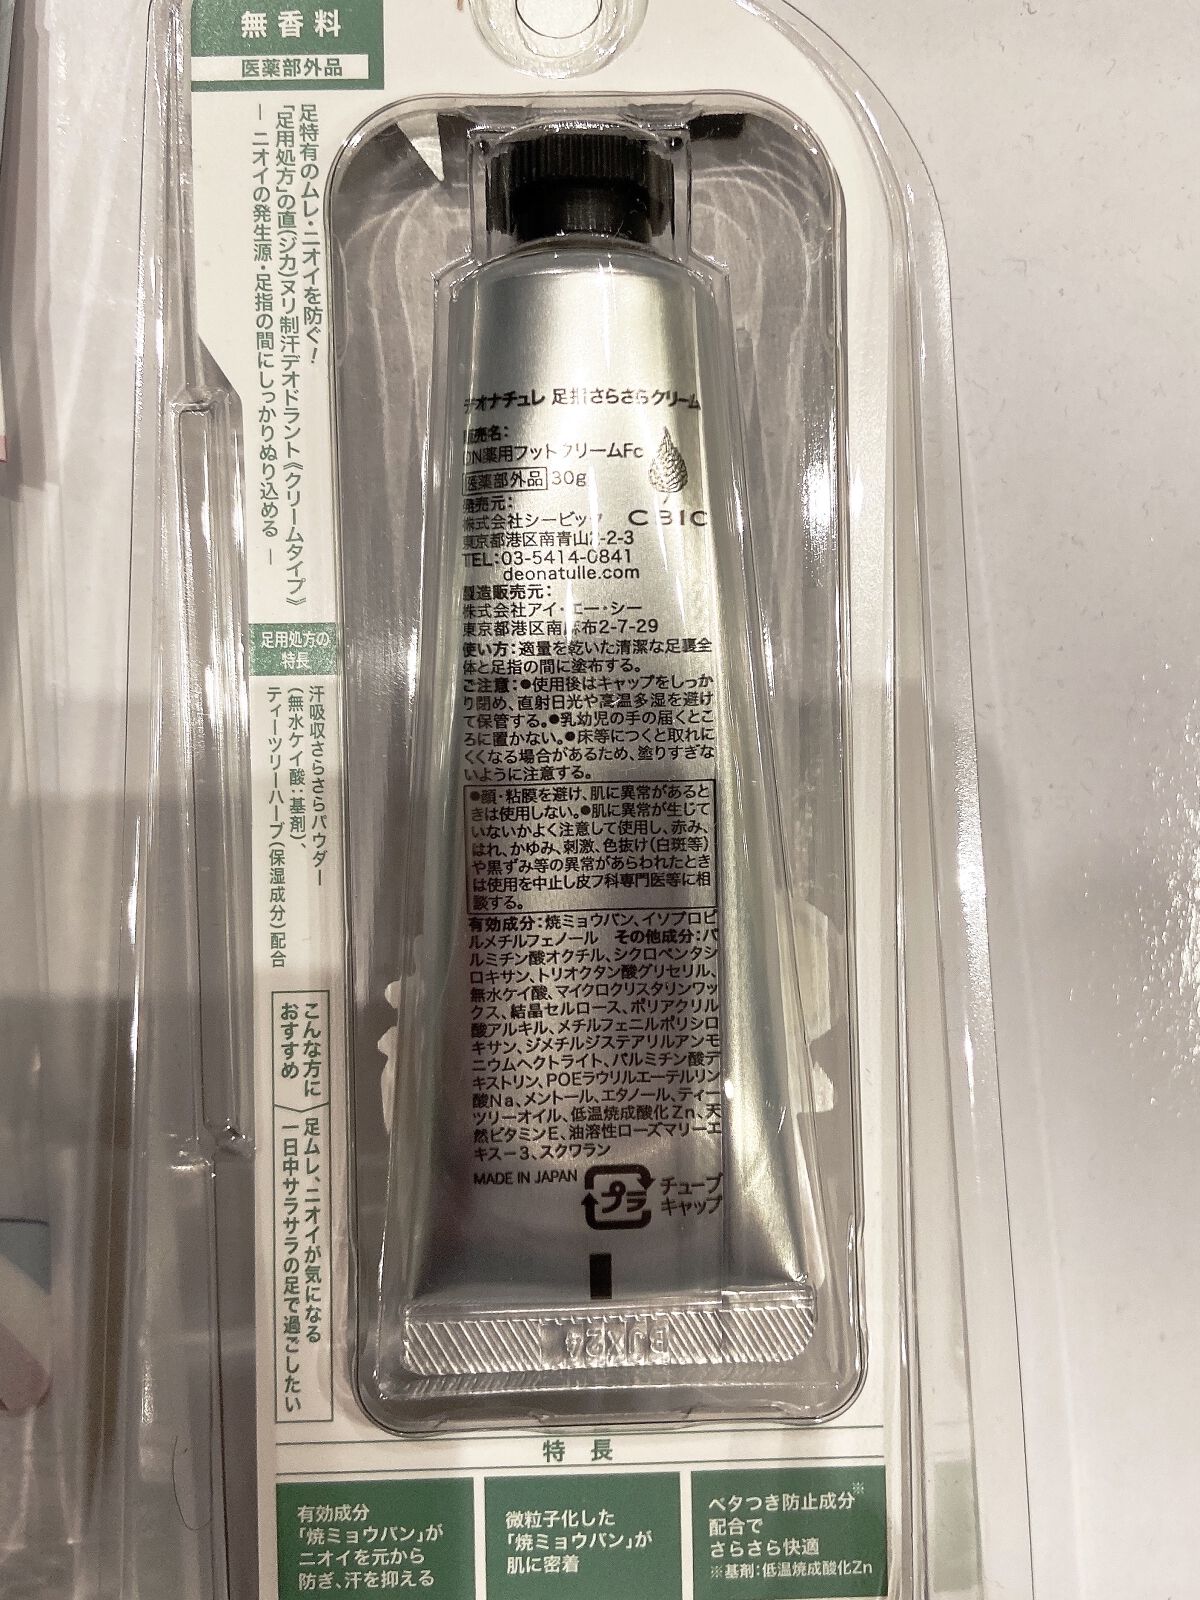 無香料
医薬部外品
足特有のムレ・ニオイを防ぐ!
「足用処方」の直(ジカ)ヌリ制汗デオドラント《クリームタイプ》
― ニオイの発生源・足指の間にしっかりぬり込める ―
足用処方の
特長
汗吸収さらさらパウダー
(無水ケイ酸:基剤)、
ティーツリーハーブ(保湿成分)配合
こんな方に
おすすめ
足ムレ、ニオイが気になる
一日中サラサラの足で過ごしたい
デオナチュレ 足指さらさらクリーム
販売名:
DN薬用フットクリームFc
医薬部外品 30g
発売元:
株式会社シービック CBIC
東京都港区南青山2-2-3
TEL:03-5414-0841
deonatulle.com
製造販売元:
株式会社アイ・エー・シー
東京都港区南麻布2-7-29
使い方:適量を乾いた清潔な足裏全
体と足指の間に塗布する。
ご注意:●使用後はキャップをしっか
り閉め、直射日光や高温多湿を避け
て保管する。●乳幼児の手の届くとこ
ろに置かない。●床等につくと取れに
くくなる場合があるため、塗りすぎな
いように注意する。
●顔・粘膜を避け、肌に異常があると
きは使用しない。●肌に異常が生じて
いないかよく注意して使用し、赤み、
はれ、かゆみ、刺激、色抜け(白斑等)
や黒ずみ等の異常があらわれたとき
は使用を中止し皮フ科専門医等に相
談する。
有効成分:焼ミョウバン、イソプロピ
ルメチルフェノール その他成分:パ
ルミチン酸オクチル、シクロペンタシ
ロキサン、トリオクタン酸グリセリル、
無水ケイ酸、マイクロクリスタリンワッ
クス、結晶セルロース、ポリアクリル
酸アルキル、メチルフェニルポリシロ
キサン、ジメチルジステアリルアンモ
ニウムヘクトライト、パルミチン酸デ
キストリン、POEラウリルエーテルリン
酸Na、メントール、エタノール、ティー
ツリーオイル、低温焼成酸化Zn、天
然ビタミンE、油溶性ローズマリーエ
キス-3、スクワラン
MADE IN JAPAN
プラ
チューブ
キャップ
BJX24
特長
有効成分
「焼ミョウバン」が
ニオイを元から
防ぎ、汗を抑える
微粒子化した
「焼ミョウバン」が
肌に密着
ベタつき防止成分※
配合で
さらさら快適
※基剤:低温焼成酸化Zn